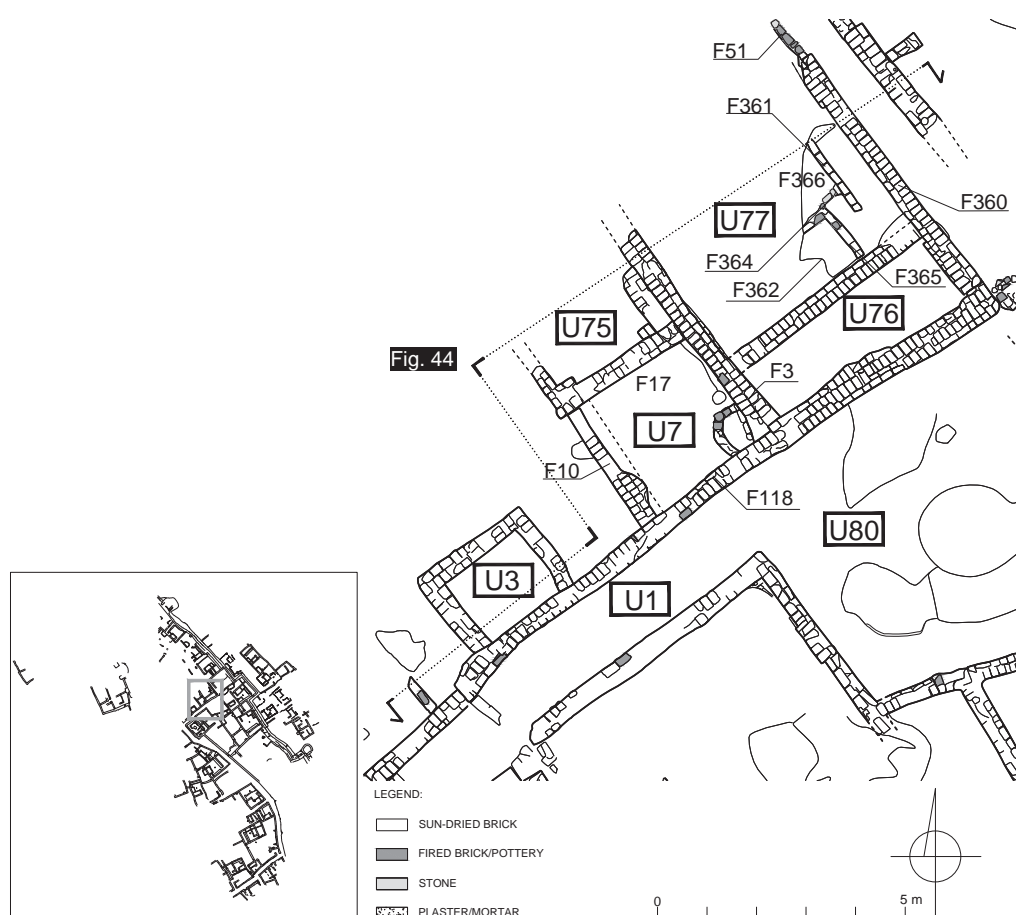 F51
F361
F366
F360
U77
F364
F365
F362
U76
U75
Fig. 44
F3
F17
U7
F10
F118
U80
U3
U1
LEGEND:
SUN-DRIED BRICK
FIRED BRICK/POTTERY
STONE
PLASTER/MORTAR
0 5 m